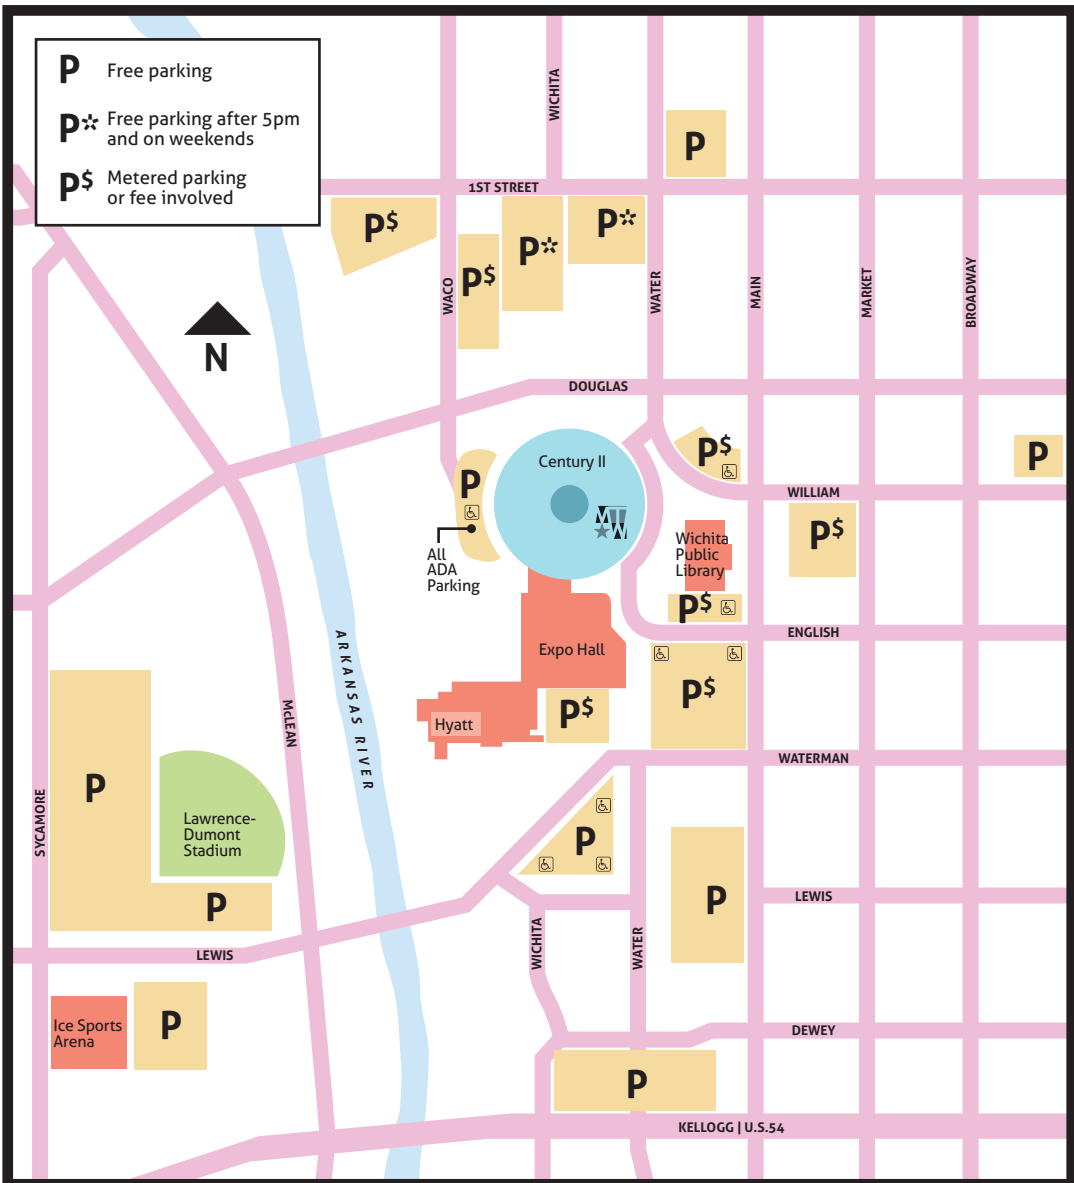 P Free parking
P* Free parking after 5pm
and on weekends
P$ Metered parking
or fee involved
WICHITA
P
1ST STREET
P$
P*
P*
P$
WACO
WATER
MAIN
MARKET
BROADWAY
N
DOUGLAS
Century II
P$
P
P
MTW
WILLIAM
All
ADA
Parking
Wichita
Public
Library
P$
P$
ENGLISH
ARKANSAS RIVER
Expo Hall
P$
P$
Hyatt
McLEAN
WATERMAN
P
SYCAMORE
Lawrence-
Dumont
Stadium
P
P
P
LEWIS
WICHITA
WATER
LEWIS
Ice Sports
Arena
P
DEWEY
P
KELLOGG | U.S.54